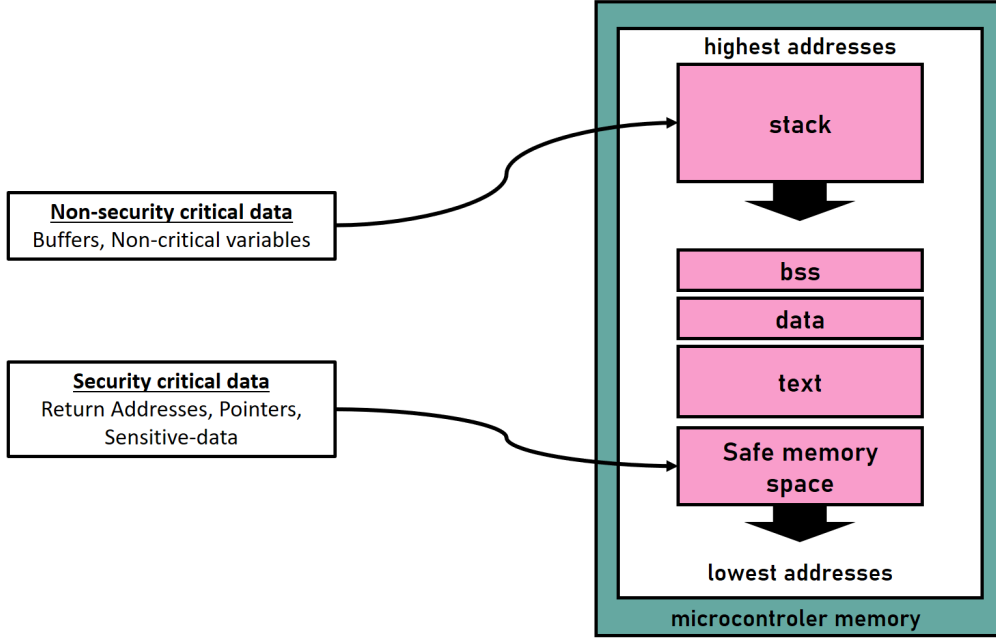 highest addresses
stack
Non-security critical data
Buffers, Non-critical variables
bss
data
text
Security critical data
Return Addresses, Pointers,
Sensitive-data
Safe memory
space
lowest addresses
microcontroler memory